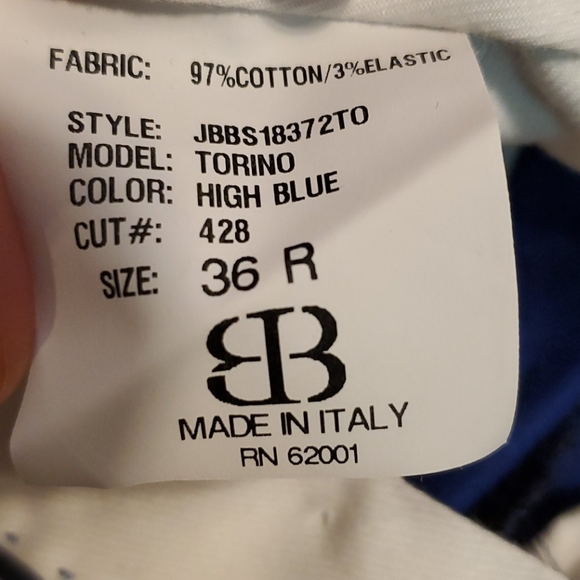 FABRIC: 97%COTTON/3%ELASTIC
STYLE: JBBS18372TO
MODEL: TORINO
COLOR: HIGH BLUE
CUT#: 428
SIZE: 36 R
BB
MADE IN ITALY
RN 62001